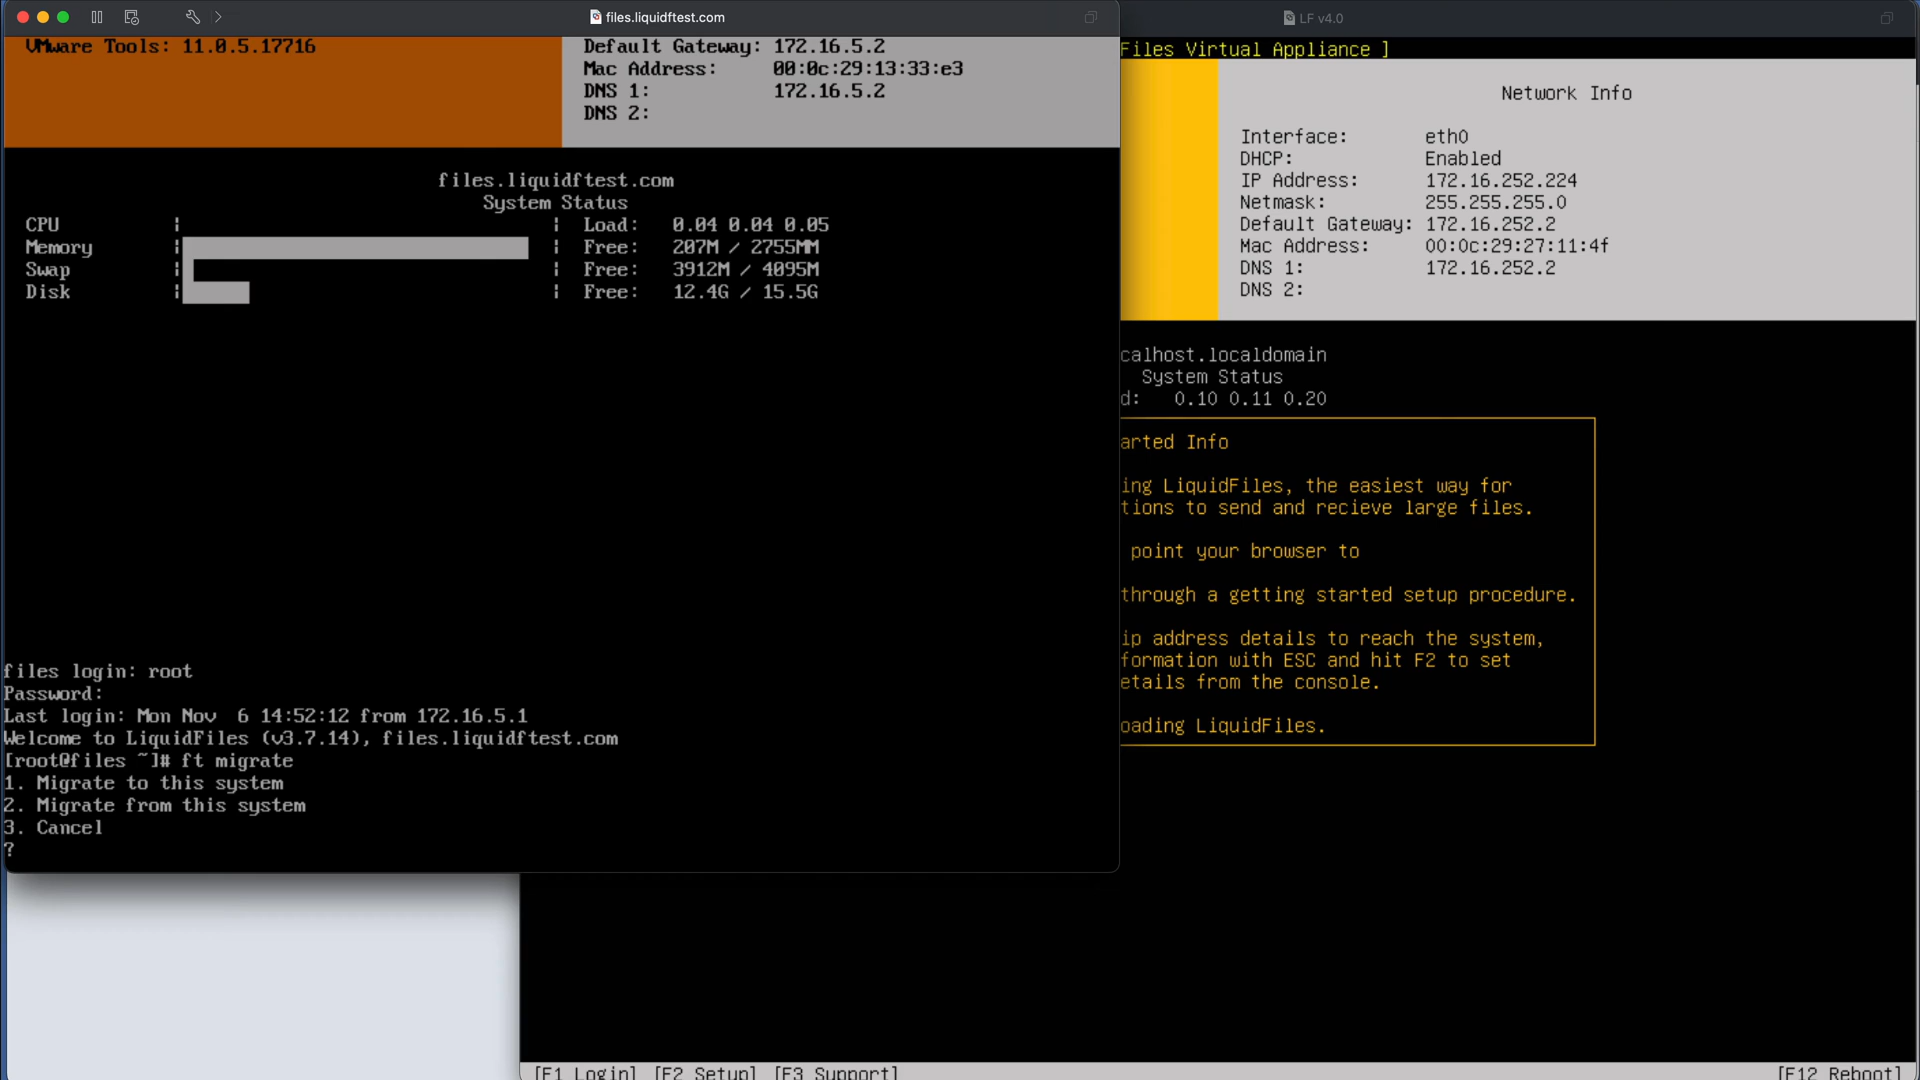 files.liquidftest.com
LF v4.0
VMware Tools: 11.0.5.17716
Default Gateway: 172.16.5.2
Mac Address: 00:0c:29:13:33:e3
DNS 1: 172.16.5.2
DNS 2:
files.liquidftest.com
System Status
CPU | | Load: 0.04 0.04 0.05
Memory | | Free: 207M / 2755MM
Swap | | Free: 3912M / 4095M
Disk | | Free: 12.4G / 15.5G
files login: root
Password:
Last login: Mon Nov 6 14:52:12 from 172.16.5.1
Welcome to LiquidFiles (v3.7.14), files.liquidftest.com
[root@files ~]# ft migrate
1. Migrate to this system
2. Migrate from this system
3. Cancel
?
Files Virtual Appliance ]
Network Info
Interface: eth0
DHCP: Enabled
IP Address: 172.16.252.224
Netmask: 255.255.255.0
Default Gateway: 172.16.252.2
Mac Address: 00:0c:29:27:11:4f
DNS 1: 172.16.252.2
DNS 2:
calhost.localdomain
System Status
d: 0.10 0.11 0.20
arted Info
ing LiquidFiles, the easiest way for
tions to send and recieve large files.
point your browser to
through a getting started setup procedure.
ip address details to reach the system,
formation with ESC and hit F2 to set
etails from the console.
oading LiquidFiles.
[F1 Login] [F2 Setup] [F3 Support] [F12 Reboot]